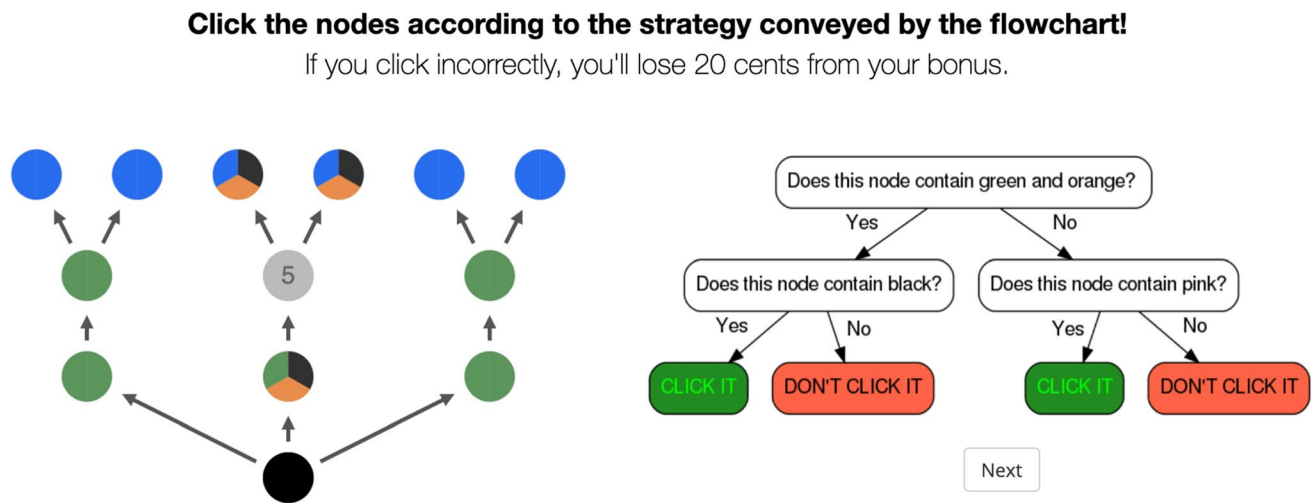 Click the nodes according to the strategy conveyed by the flowchart!
If you click incorrectly, you'll lose 20 cents from your bonus.
5
Does this node contain green and orange?
Yes
No
Does this node contain black?
Does this node contain pink?
Yes
No
Yes
No
CLICK IT
DON'T CLICK IT
CLICK IT
DON'T CLICK IT
Next